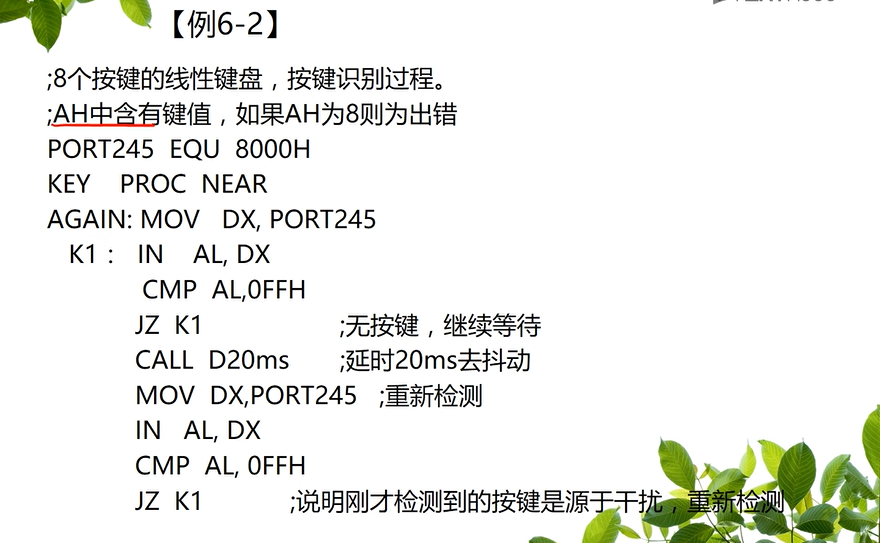 【例6-2】
;8个按键的线性键盘，按键识别过程。
;AH中含有键值，如果AH为8则为出错
PORT245 EQU 8000H
KEY PROC NEAR
AGAIN: MOV DX, PORT245
K1： IN AL, DX
CMP AL,0FFH
JZ K1 ;无按键，继续等待
CALL D20ms ;延时20ms去抖动
MOV DX,PORT245 ;重新检测
IN AL, DX
CMP AL, 0FFH
JZ K1 ;说明刚才检测到的按键是源于干扰，重新检测